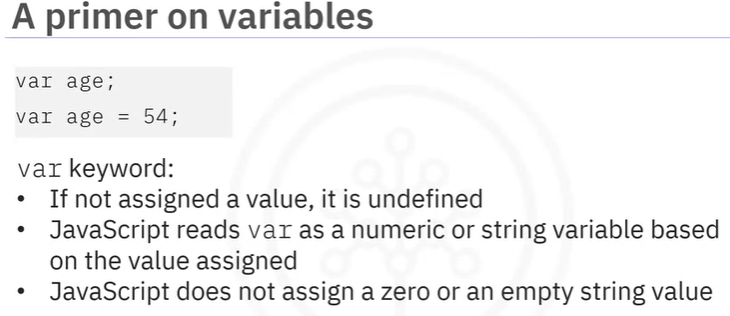 A primer on variables
var age;
var age = 54;
var keyword:
• If not assigned a value, it is undefined
• JavaScript reads var as a numeric or string variable based
on the value assigned
• JavaScript does not assign a zero or an empty string value